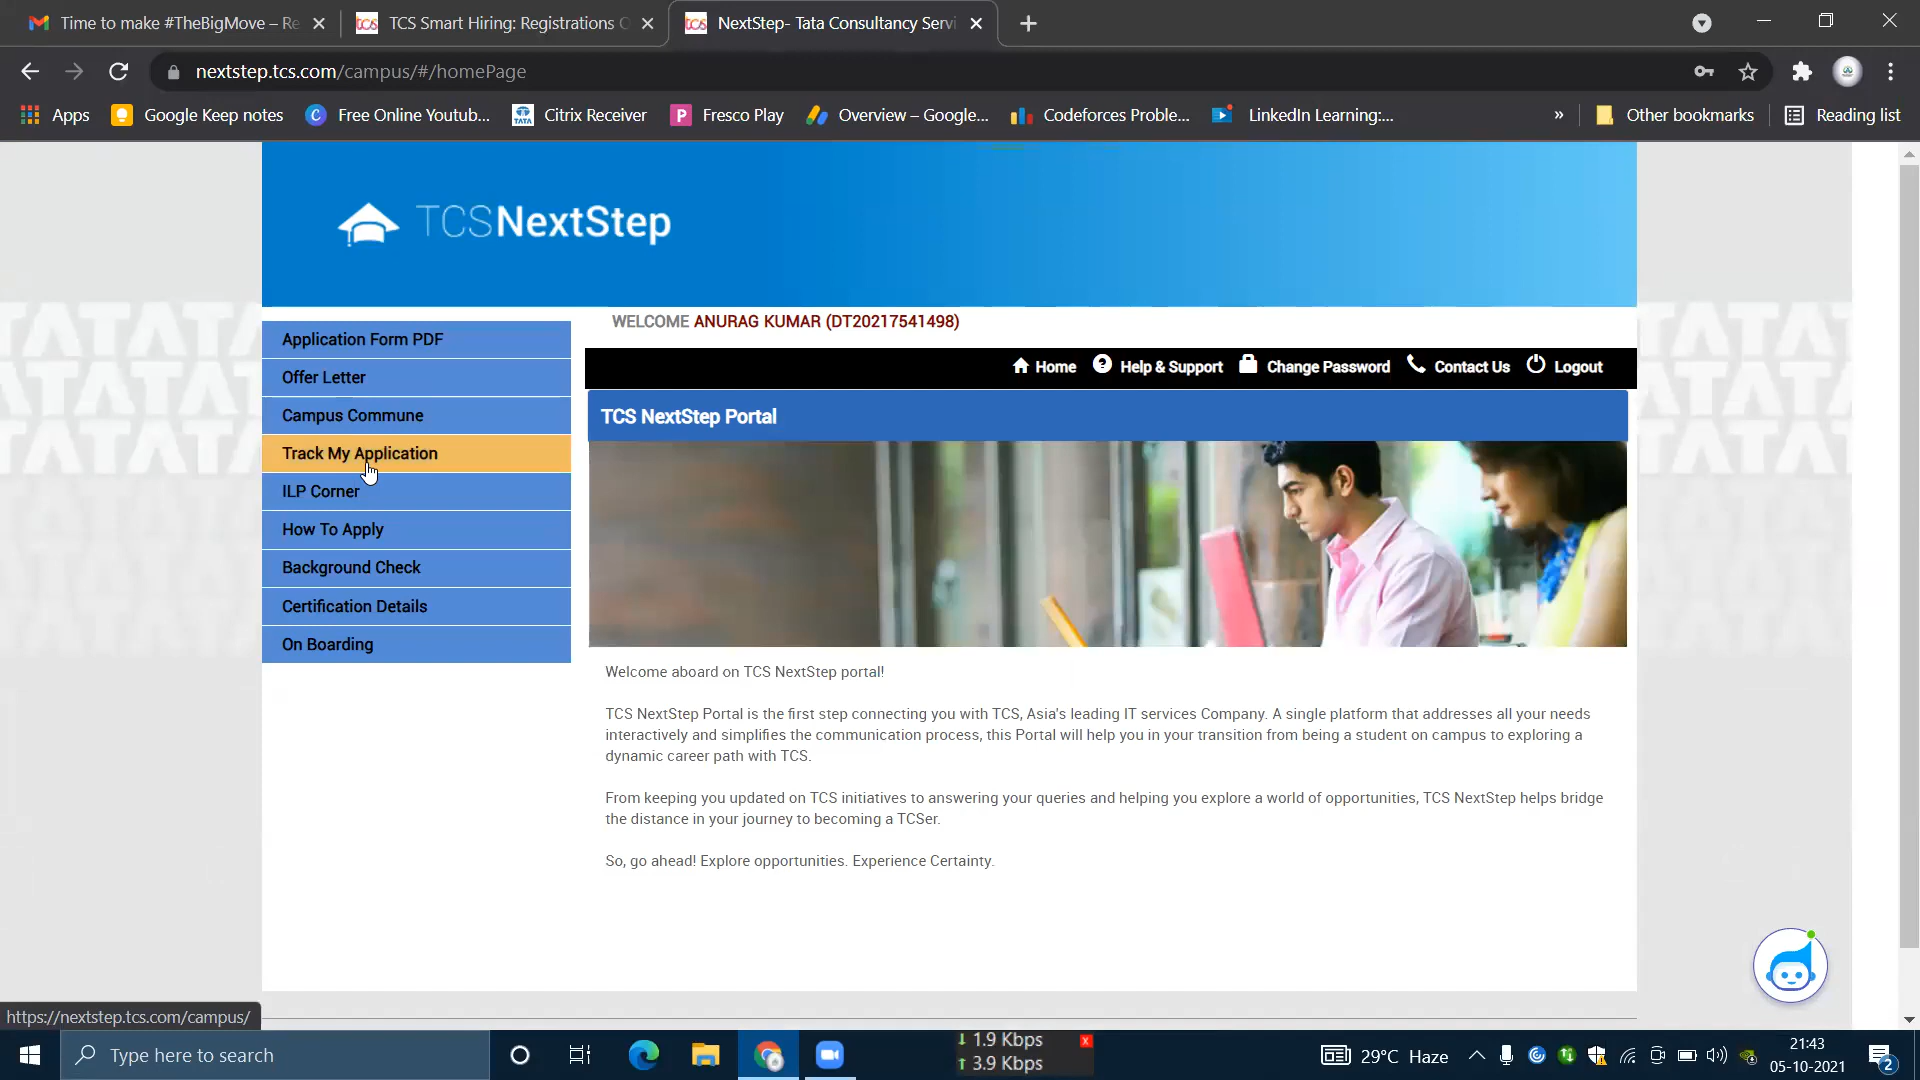 Time to make #TheBigMove – Re
TCS Smart Hiring: Registrations O
NextStep- Tata Consultancy Servi
nextstep.tcs.com/campus/#/homePage
Apps
Google Keep notes
Free Online Youtub...
Citrix Receiver
Fresco Play
Overview – Google...
Codeforces Proble...
LinkedIn Learning:...
»
Other bookmarks
Reading list
TCSNextStep
WELCOME ANURAG KUMAR (DT20217541498)
Home
Help & Support
Change Password
Contact Us
Logout
Application Form PDF
Offer Letter
Campus Commune
Track My Application
ILP Corner
How To Apply
Background Check
Certification Details
On Boarding
TCS NextStep Portal
Welcome aboard on TCS NextStep portal!
TCS NextStep Portal is the first step connecting you with TCS, Asia's leading IT services Company. A single platform that addresses all your needs
interactively and simplifies the communication process, this Portal will help you in your transition from being a student on campus to exploring a
dynamic career path with TCS.
From keeping you updated on TCS initiatives to answering your queries and helping you explore a world of opportunities, TCS NextStep helps bridge
the distance in your journey to becoming a TCSer.
So, go ahead! Explore opportunities. Experience Certainty.
https://nextstep.tcs.com/campus/
Type here to search
1.9 Kbps
3.9 Kbps
29°C Haze
21:43
05-10-2021
2